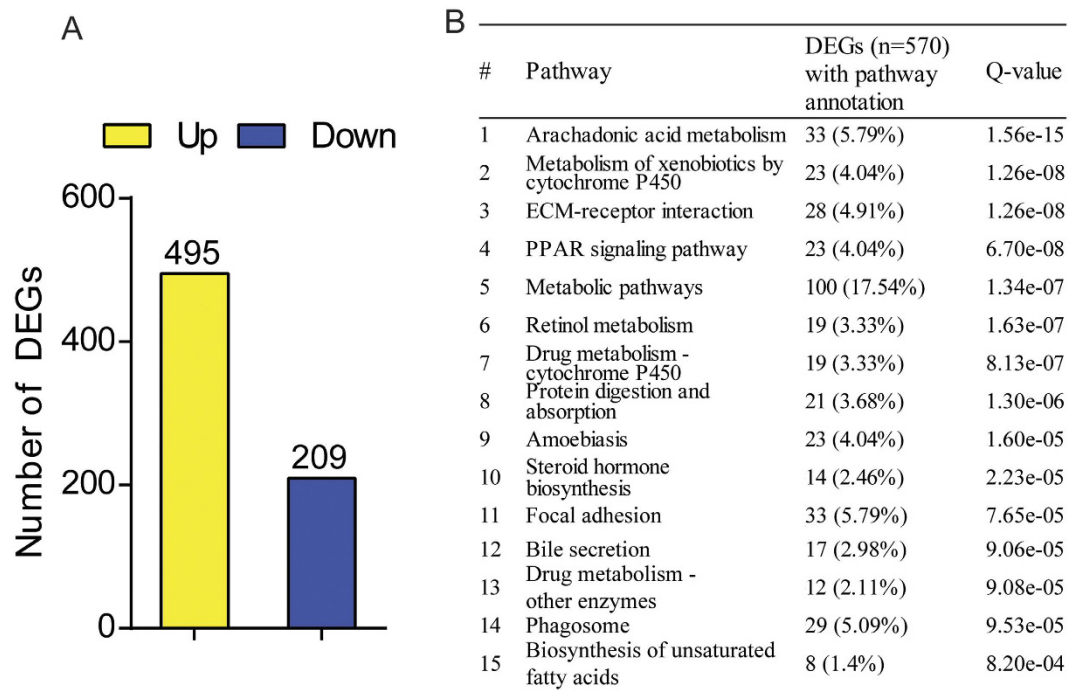 A
Up Down
Number of DEGs
600
400
200
0
495
209
B
# Pathway DEGs (n=570) with pathway annotation Q-value
1 Arachadonic acid metabolism 33 (5.79%) 1.56e-15
2 Metabolism of xenobiotics by cytochrome P450 23 (4.04%) 1.26e-08
3 ECM-receptor interaction 28 (4.91%) 1.26e-08
4 PPAR signaling pathway 23 (4.04%) 6.70e-08
5 Metabolic pathways 100 (17.54%) 1.34e-07
6 Retinol metabolism 19 (3.33%) 1.63e-07
7 Drug metabolism - cytochrome P450 19 (3.33%) 8.13e-07
8 Protein digestion and absorption 21 (3.68%) 1.30e-06
9 Amoebiasis 23 (4.04%) 1.60e-05
10 Steroid hormone biosynthesis 14 (2.46%) 2.23e-05
11 Focal adhesion 33 (5.79%) 7.65e-05
12 Bile secretion 17 (2.98%) 9.06e-05
13 Drug metabolism - other enzymes 12 (2.11%) 9.08e-05
14 Phagosome 29 (5.09%) 9.53e-05
15 Biosynthesis of unsaturated fatty acids 8 (1.4%) 8.20e-04